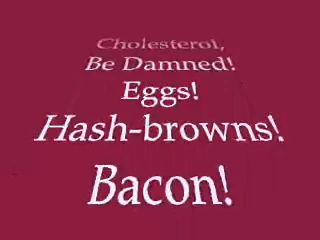 Cholesterol,
Be Damned!
Eggs!
Hash-browns!
Bacon!